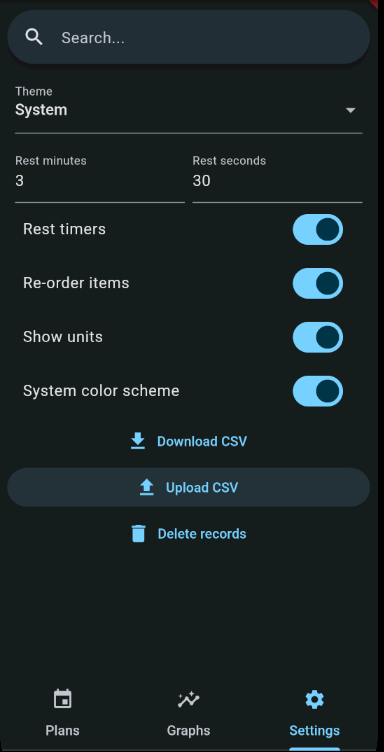 Search...
Theme
System
Rest minutes Rest seconds
3 30
Rest timers
Re-order items
Show units
System color scheme
Download CSV
Upload CSV
Delete records
Plans Graphs Settings